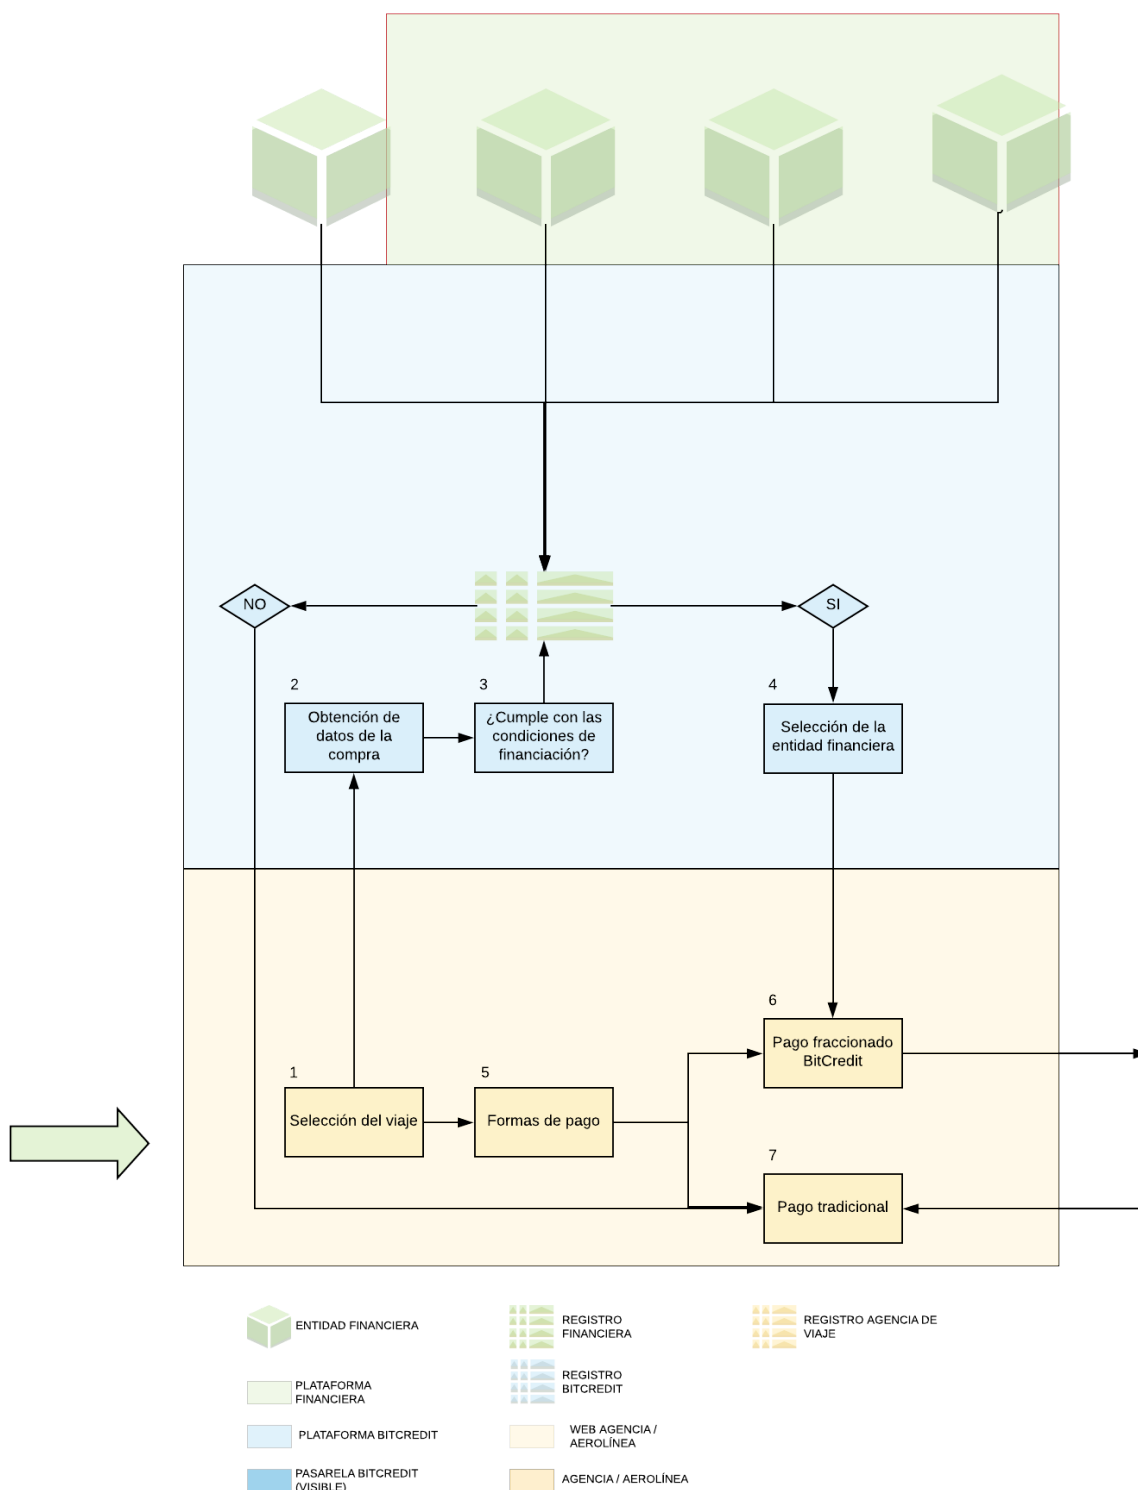 NO
SI
2
3
4
Obtención de
datos de la
compra
¿Cumple con las
condiciones de
financiación?
Selección de la
entidad financiera
6
Pago fraccionado
BitCredit
1
5
Selección del viaje
Formas de pago
7
Pago tradicional
ENTIDAD FINANCIERA
REGISTRO
FINANCIERA
REGISTRO AGENCIA DE
VIAJE
PLATAFORMA
FINANCIERA
REGISTRO
BITCREDIT
PLATAFORMA BITCREDIT
WEB AGENCIA /
AEROLÍNEA
PASARELA BITCREDIT
(VISIBLE)
AGENCIA / AEROLÍNEA